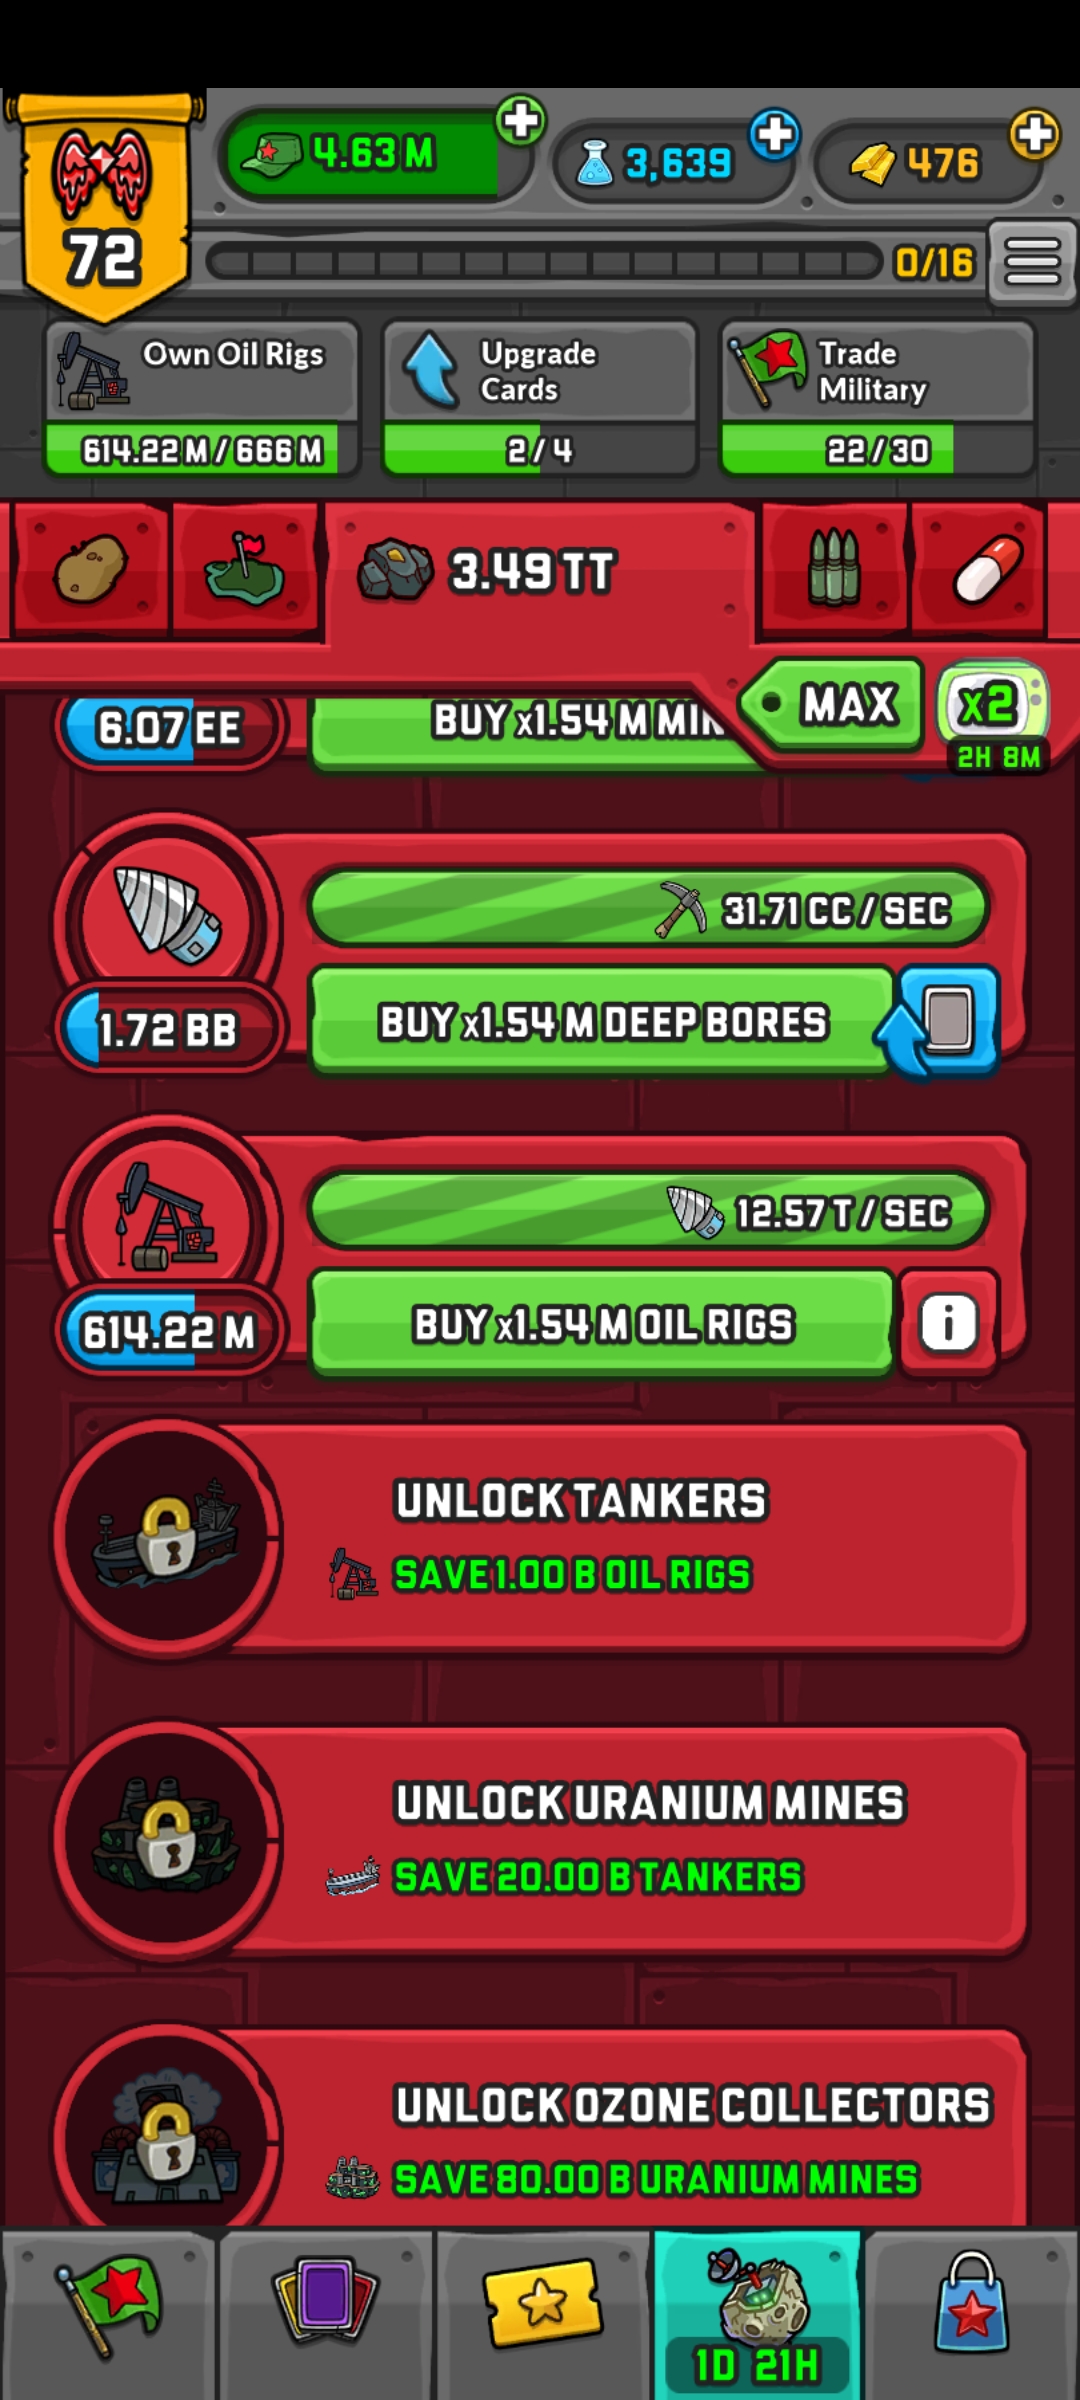 4.63 M
3,639
476
72
0/16
Own Oil Rigs
614.22 M / 666 M
Upgrade
Cards
2 / 4
Trade
Military
22 / 30
3.49 TT
MAX
x2
2H 8M
6.07 EE
BUY x1.54 M MIN
31.71 CC / SEC
1.72 BB
BUY x1.54 M DEEP BORES
12.57 T / SEC
614.22 M
BUY x1.54 M OIL RIGS
i
UNLOCK TANKERS
SAVE 1.00 B OIL RIGS
UNLOCK URANIUM MINES
SAVE 20.00 B TANKERS
UNLOCK OZONE COLLECTORS
SAVE 80.00 B URANIUM MINES
1D 21H